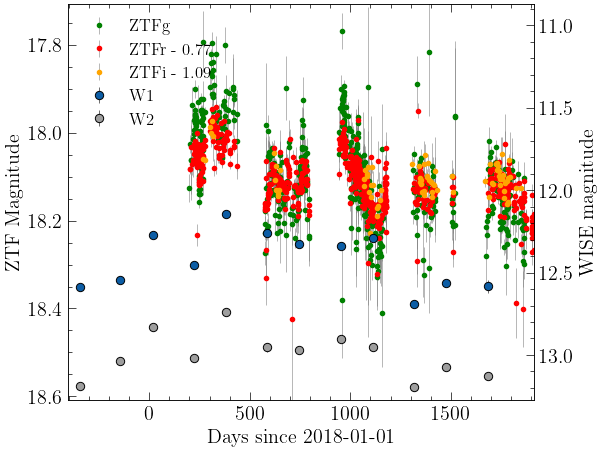 ZTFg
ZTFr - 0.77
ZTFi - 1.09
W1
W2
17.8
18.0
18.2
18.4
18.6
ZTF Magnitude
11.0
11.5
12.0
12.5
13.0
WISE magnitude
0 500 1000 1500
Days since 2018-01-01